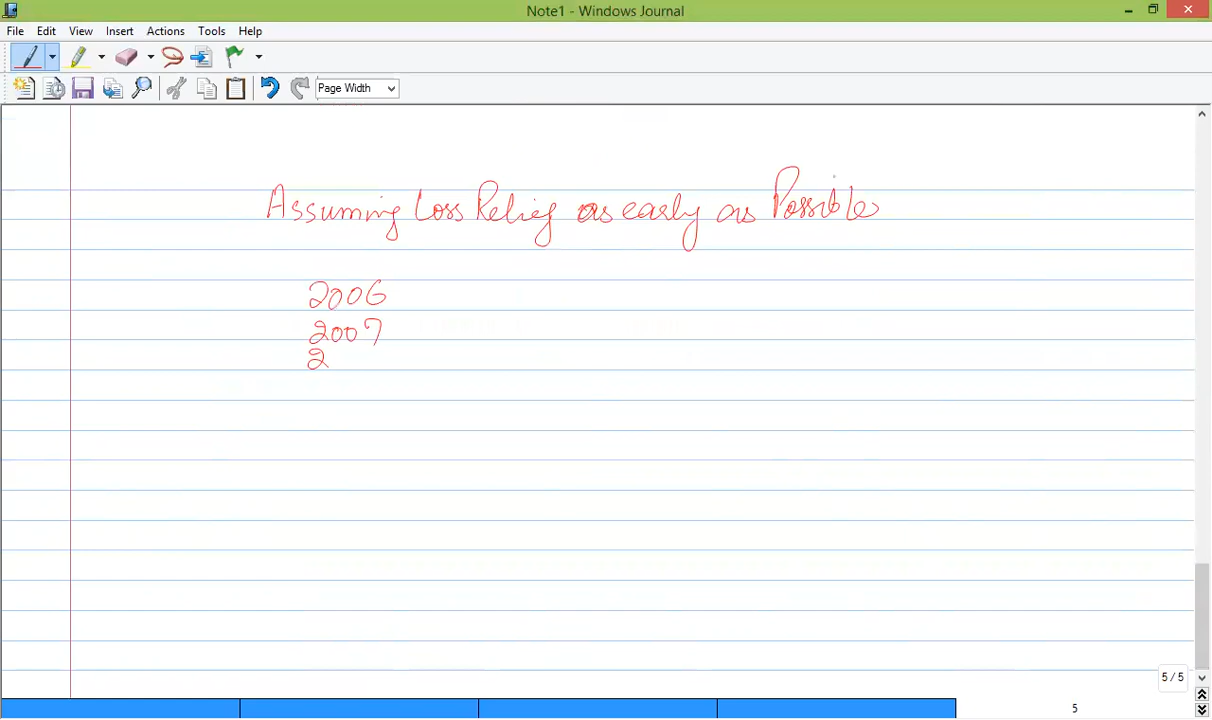 Note1 - Windows Journal
File Edit View Insert Actions Tools Help
Page Width
Assuming Loss Relief as early as Possible
2006
2007
2
5 / 5
5